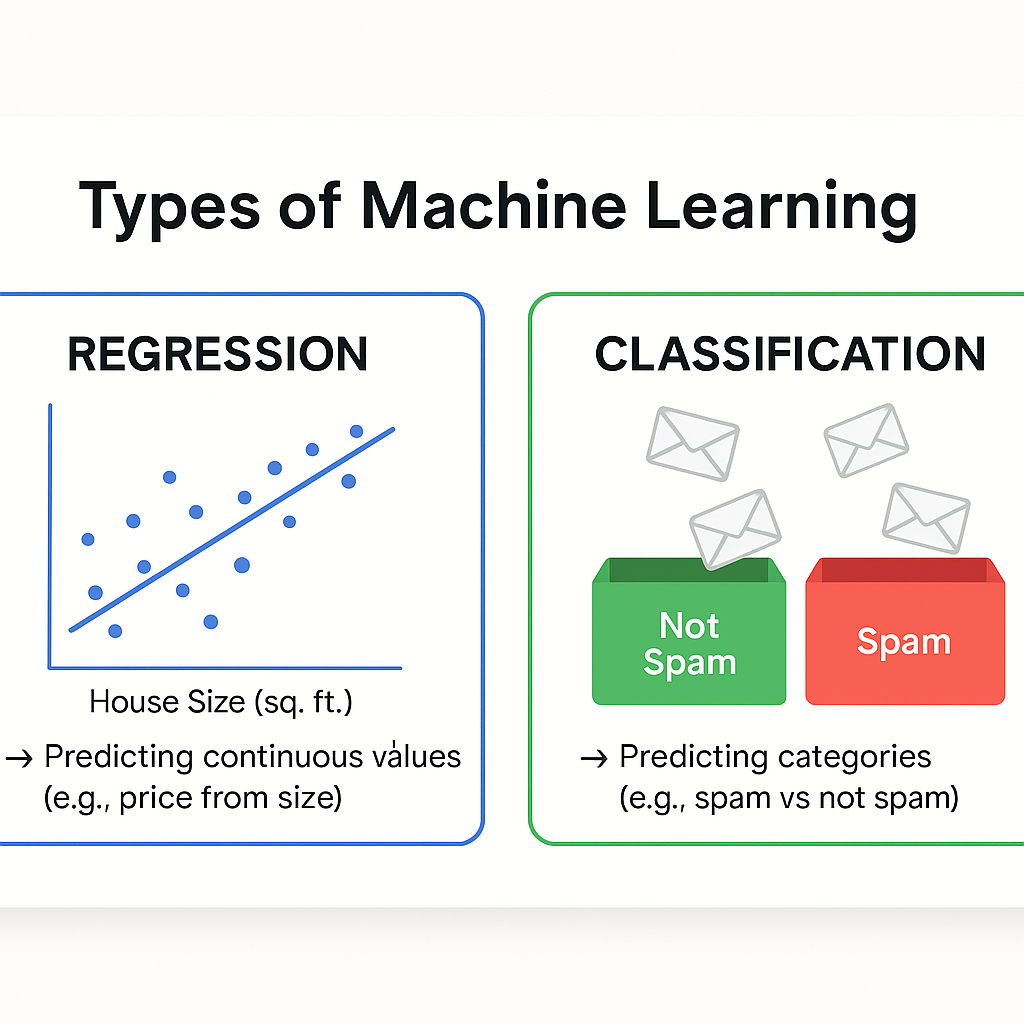 Types of Machine Learning
REGRESSION
House Size (sq. ft.)
→ Predicting continuous values
(e.g., price from size)
CLASSIFICATION
Not
Spam
Spam
→ Predicting categories
(e.g., spam vs not spam)